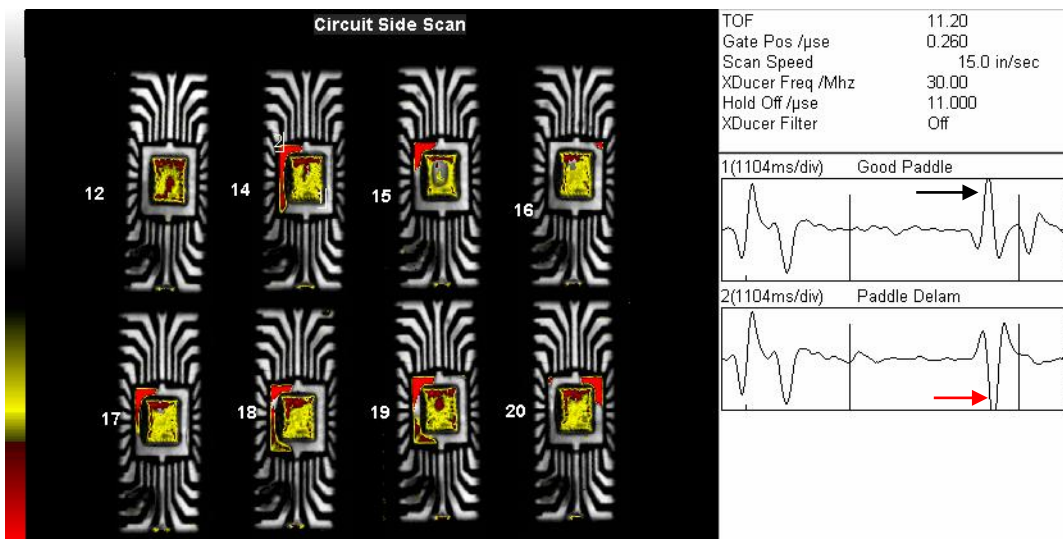 Circuit Side Scan
12
14
2
1
15
16
17
18
19
20
TOF 11.20
Gate Pos /µse 0.260
Scan Speed 15.0 in/sec
XDucer Freq /Mhz 30.00
Hold Off /µse 11.000
XDucer Filter Off
1(1104ms/div) Good Paddle
2(1104ms/div) Paddle Delam